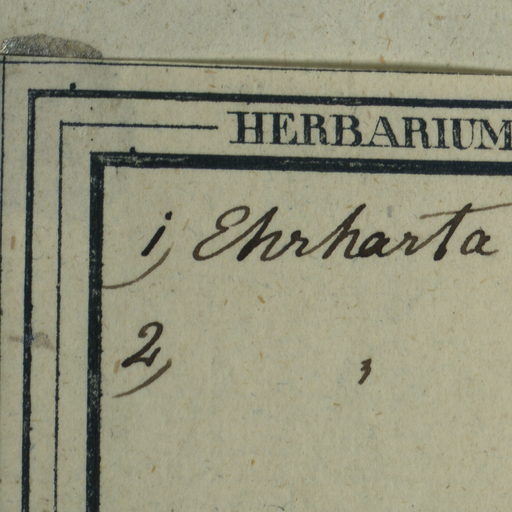 HERBARIUM
1) Ehrharta
2) "